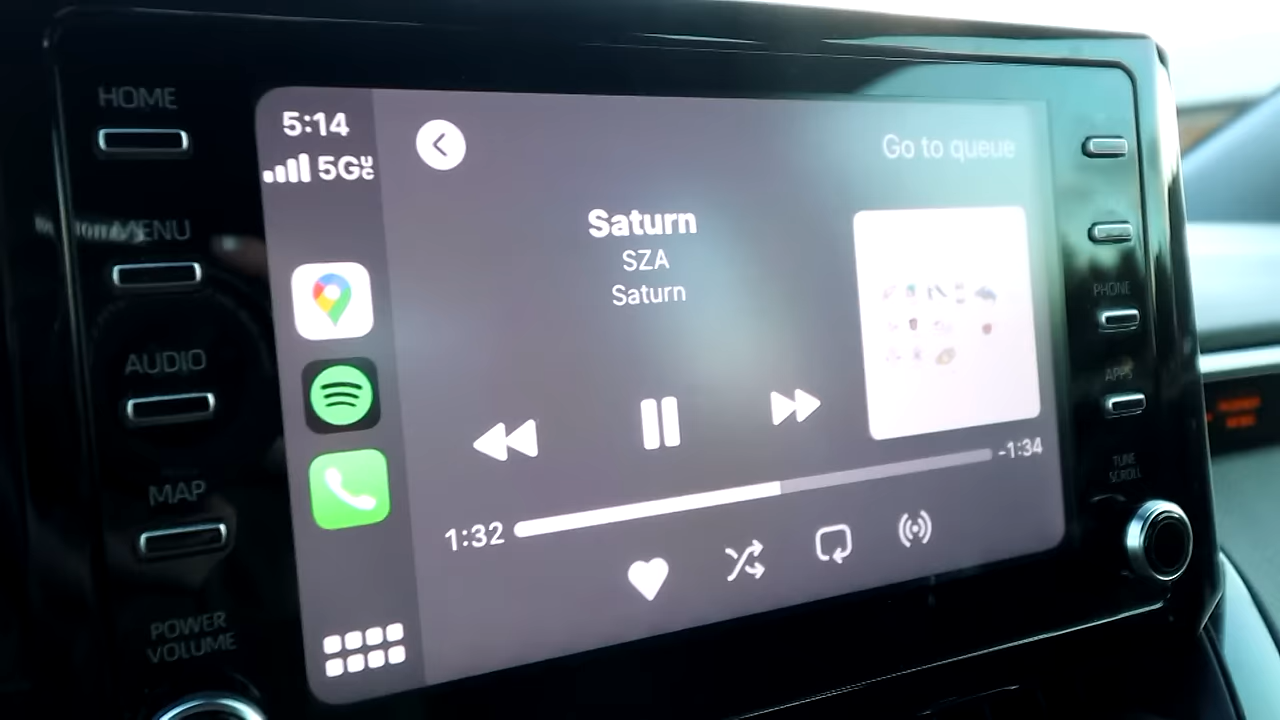 HOME
MENU
AUDIO
MAP
POWER
VOLUME
5:14
5G UC
Go to queue
Saturn
SZA
Saturn
1:32
-1:34
PHONE
APPS
TUNE
SCROLL